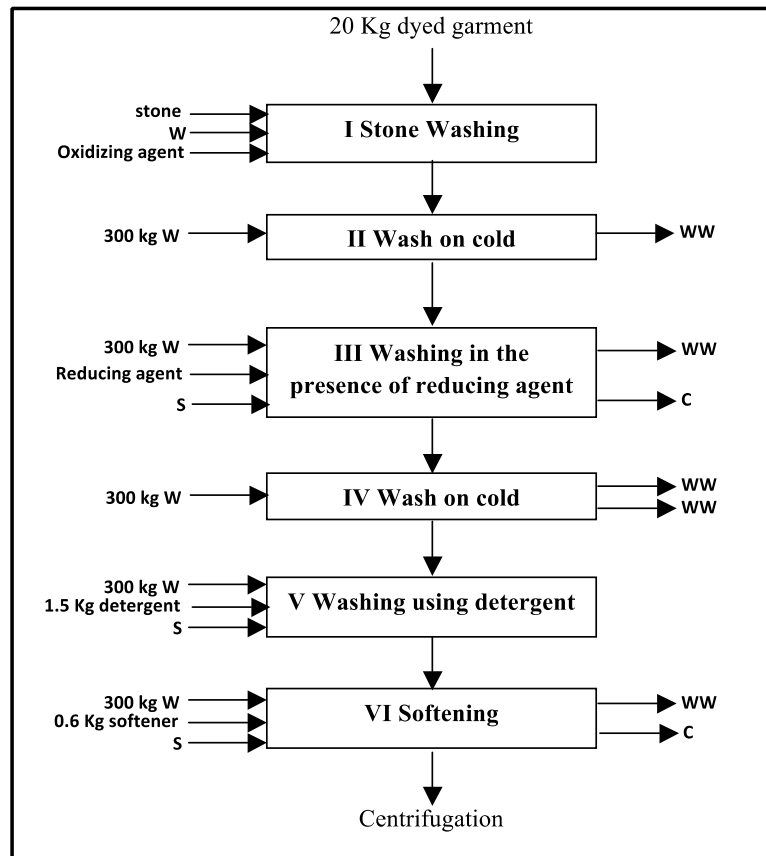 20 Kg dyed garment
stone
W
Oxidizing agent
I Stone Washing
300 kg W
II Wash on cold
WW
300 kg W
Reducing agent
S
III Washing in the
presence of reducing agent
WW
C
300 kg W
IV Wash on cold
WW
WW
300 kg W
1.5 Kg detergent
S
V Washing using detergent
300 kg W
0.6 Kg softener
S
VI Softening
WW
C
Centrifugation